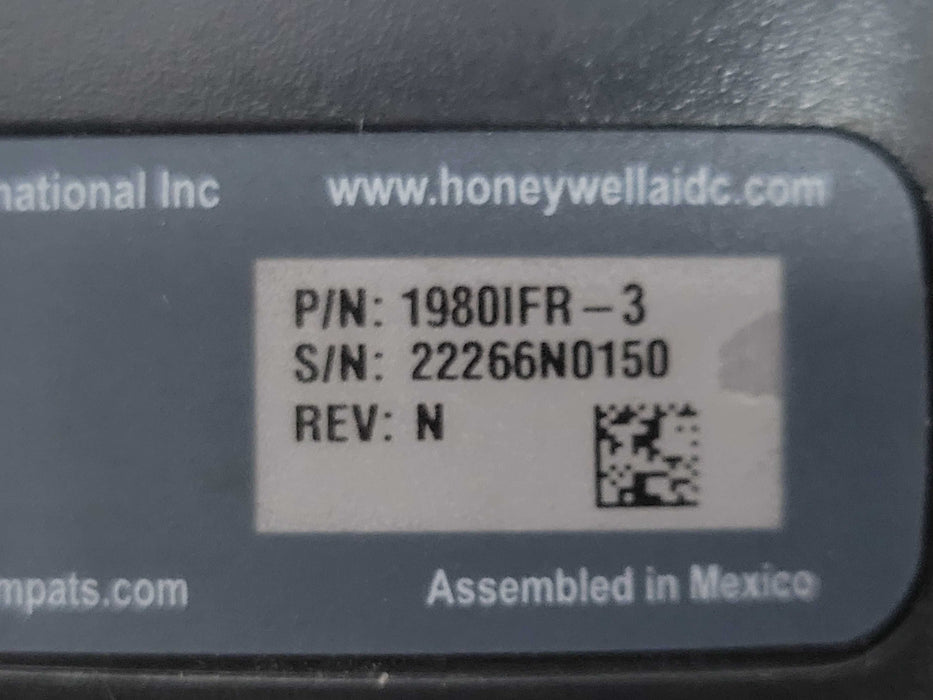 national Inc www.honeywellaidc.com
P/N: 1980IFR-3
S/N: 22266N0150
REV: N
mpats.com Assembled in Mexico